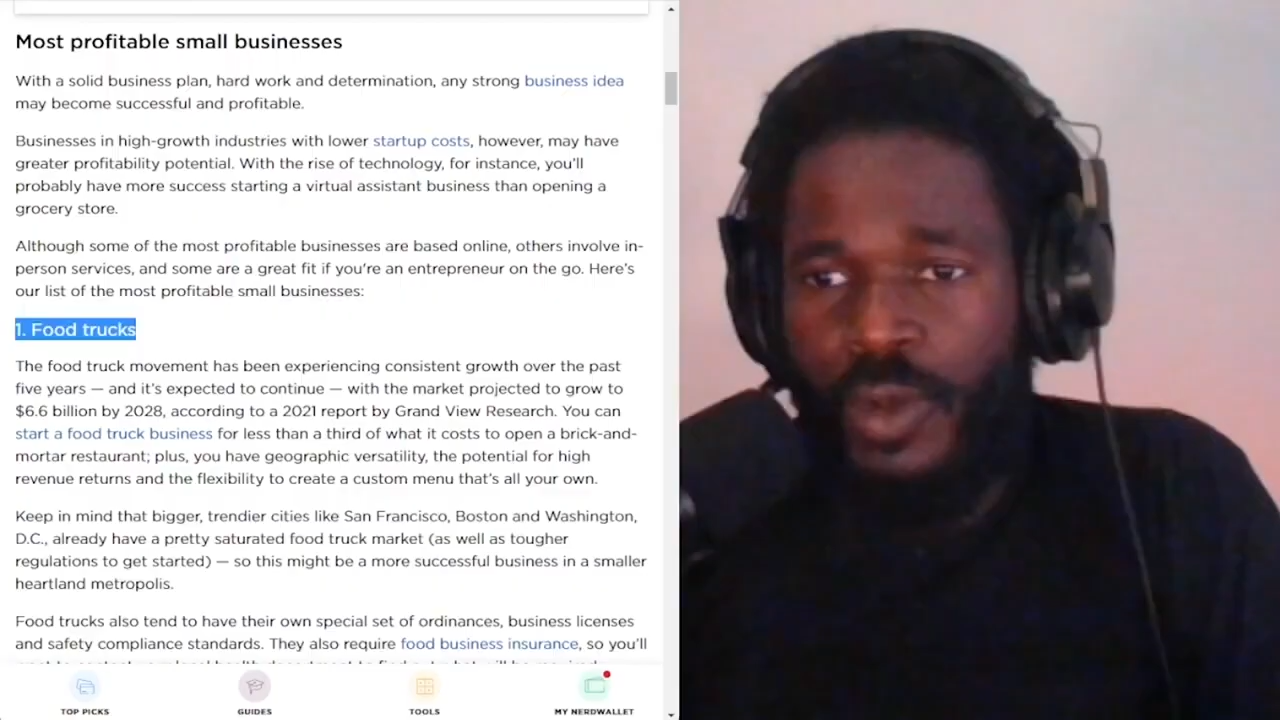 Most profitable small businesses
With a solid business plan, hard work and determination, any strong business idea
may become successful and profitable.
Businesses in high-growth industries with lower startup costs, however, may have
greater profitability potential. With the rise of technology, for instance, you'll
probably have more success starting a virtual assistant business than opening a
grocery store.
Although some of the most profitable businesses are based online, others involve in-
person services, and some are a great fit if you're an entrepreneur on the go. Here's
our list of the most profitable small businesses:
1. Food trucks
The food truck movement has been experiencing consistent growth over the past
five years — and it's expected to continue — with the market projected to grow to
$6.6 billion by 2028, according to a 2021 report by Grand View Research. You can
start a food truck business for less than a third of what it costs to open a brick-and-
mortar restaurant; plus, you have geographic versatility, the potential for high
revenue returns and the flexibility to create a custom menu that's all your own.
Keep in mind that bigger, trendier cities like San Francisco, Boston and Washington,
D.C., already have a pretty saturated food truck market (as well as tougher
regulations to get started) — so this might be a more successful business in a smaller
heartland metropolis.
Food trucks also tend to have their own special set of ordinances, business licenses
and safety compliance standards. They also require food business insurance, so you'll
TOP PICKS
GUIDES
TOOLS
MY NERDWALLET